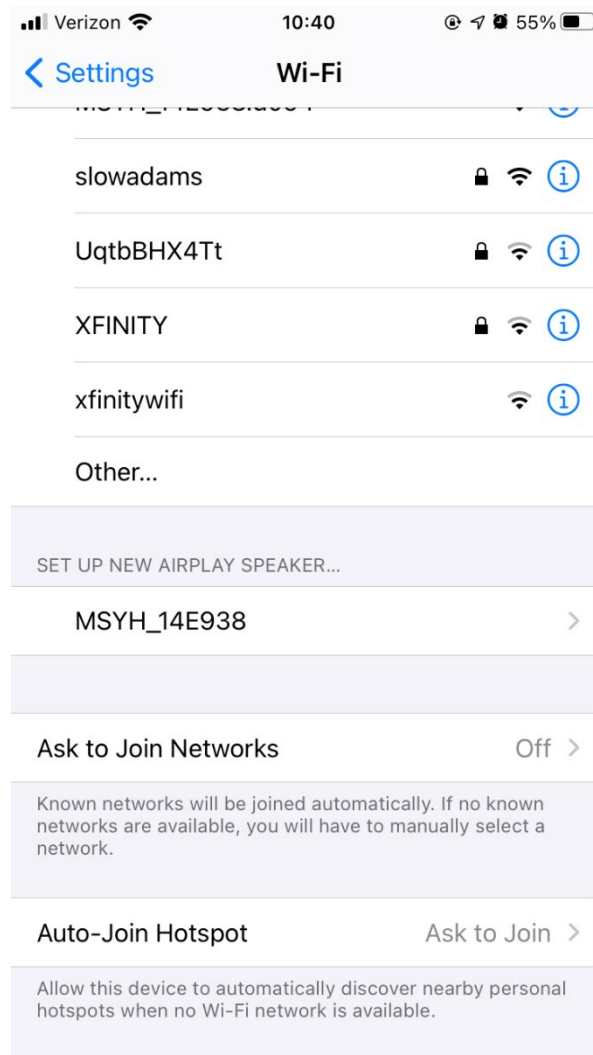 Verizon 10:40 55%
Settings Wi-Fi
slowadams
UqtbBHX4Tt
XFINITY
xfinitywifi
Other...
SET UP NEW AIRPLAY SPEAKER...
MSYH_14E938
Ask to Join Networks Off
Known networks will be joined automatically. If no known
networks are available, you will have to manually select a
network.
Auto-Join Hotspot Ask to Join
Allow this device to automatically discover nearby personal
hotspots when no Wi-Fi network is available.